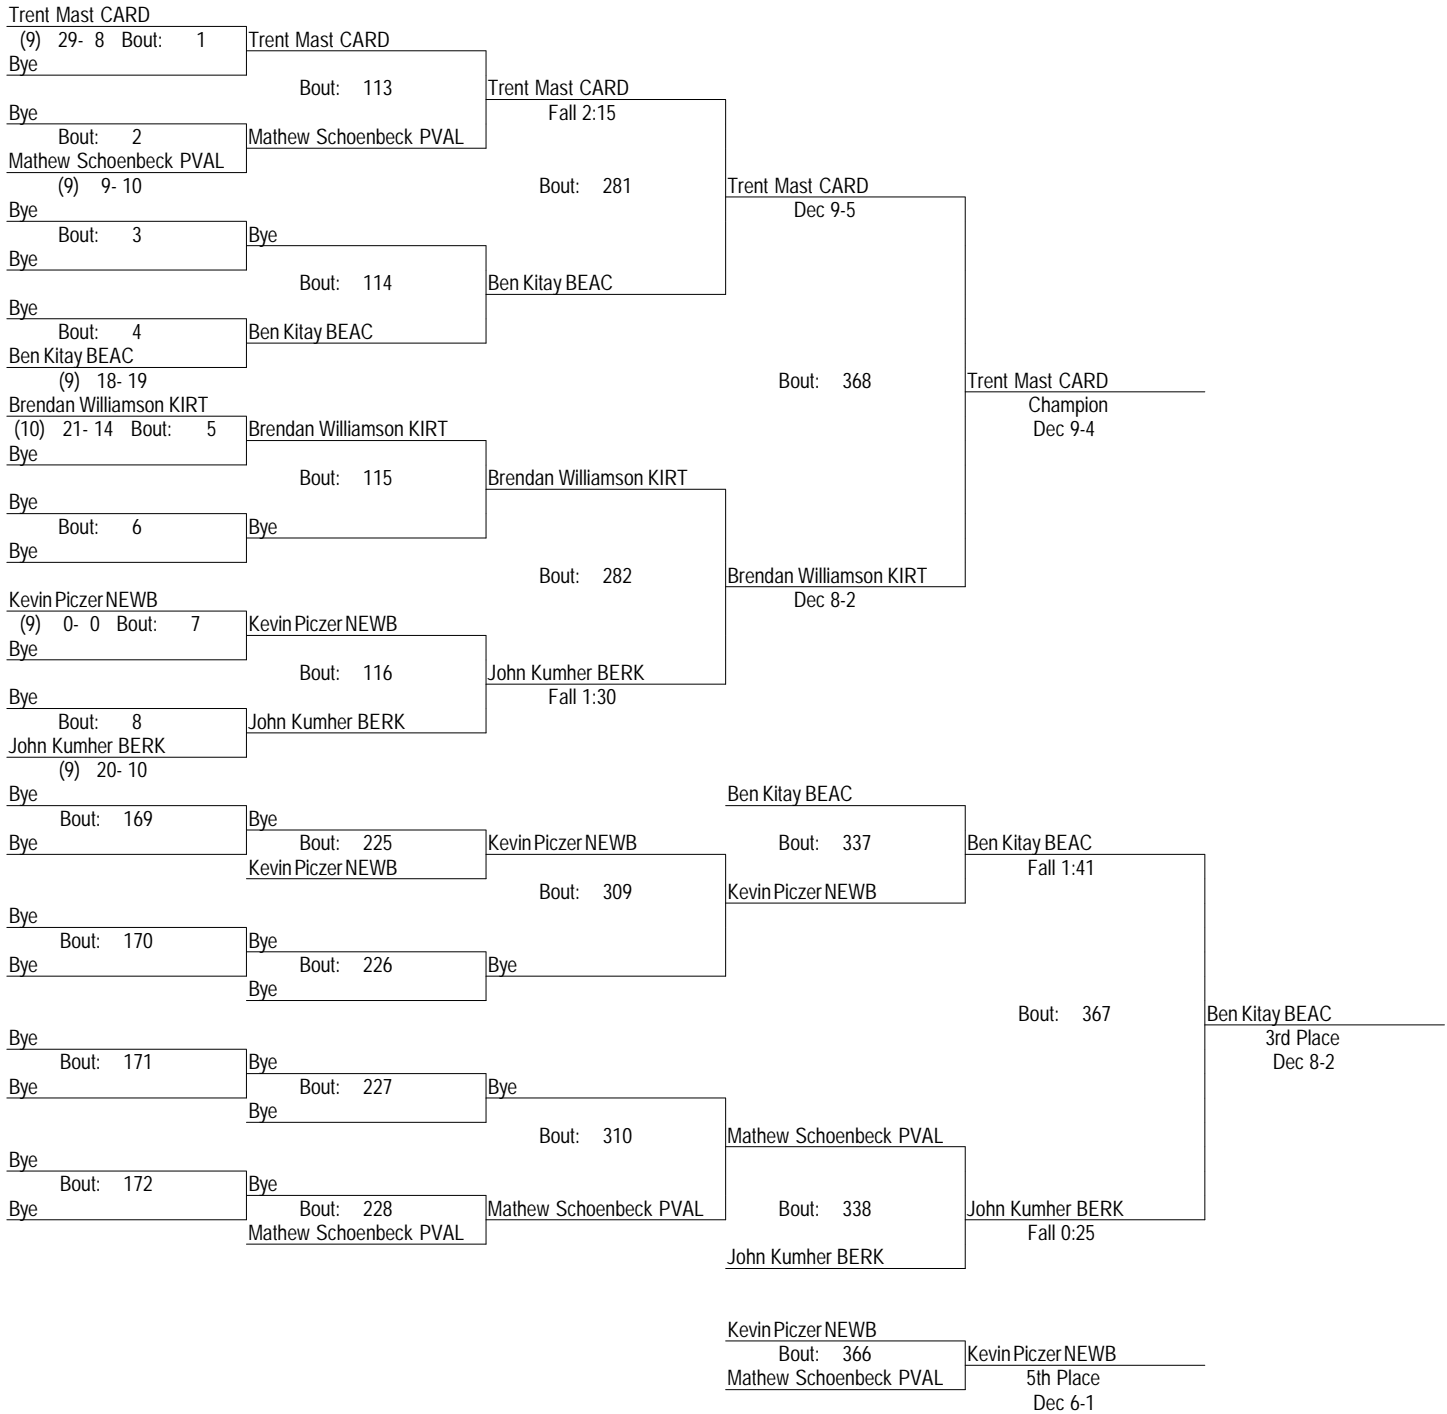 Trent Mast CARD
(9) 29- 8 Bout: 1 Trent Mast CARD
Bye
Bout: 113 Trent Mast CARD
Bye Fall 2:15
Bout: 2 Mathew Schoenbeck PVAL
Mathew Schoenbeck PVAL
(9) 9- 10 Bout: 281 Trent Mast CARD
Bye Dec 9-5
Bout: 3 Bye
Bye
Bout: 114 Ben Kitay BEAC
Bye
Bout: 4 Ben Kitay BEAC
Ben Kitay BEAC
(9) 18- 19 Bout: 368 Trent Mast CARD
Brendan Williamson KIRT Champion
(10) 21- 14 Bout: 5 Brendan Williamson KIRT Dec 9-4
Bye
Bout: 115 Brendan Williamson KIRT
Bye
Bout: 6 Bye
Bye
Bout: 282 Brendan Williamson KIRT
Kevin Piczer NEWB Dec 8-2
(9) 0- 0 Bout: 7 Kevin Piczer NEWB
Bye
Bout: 116 John Kumher BERK
Bye Fall 1:30
Bout: 8 John Kumher BERK
John Kumher BERK
(9) 20- 10
Bye Ben Kitay BEAC
Bout: 169 Bye
Bye Bout: 225 Kevin Piczer NEWB Bout: 337 Ben Kitay BEAC
Kevin Piczer NEWB Fall 1:41
Bout: 309 Kevin Piczer NEWB
Bye
Bout: 170 Bye
Bye Bout: 226 Bye
Bye
Bout: 367 Ben Kitay BEAC
Bye 3rd Place
Bout: 171 Bye Dec 8-2
Bye Bout: 227 Bye
Bye
Bout: 310 Mathew Schoenbeck PVAL
Bye
Bout: 172 Bye
Bye Bout: 228 Mathew Schoenbeck PVAL Bout: 338 John Kumher BERK
Mathew Schoenbeck PVAL Fall 0:25
John Kumher BERK
Kevin Piczer NEWB
Bout: 366 Kevin Piczer NEWB
Mathew Schoenbeck PVAL 5th Place
Dec 6-1